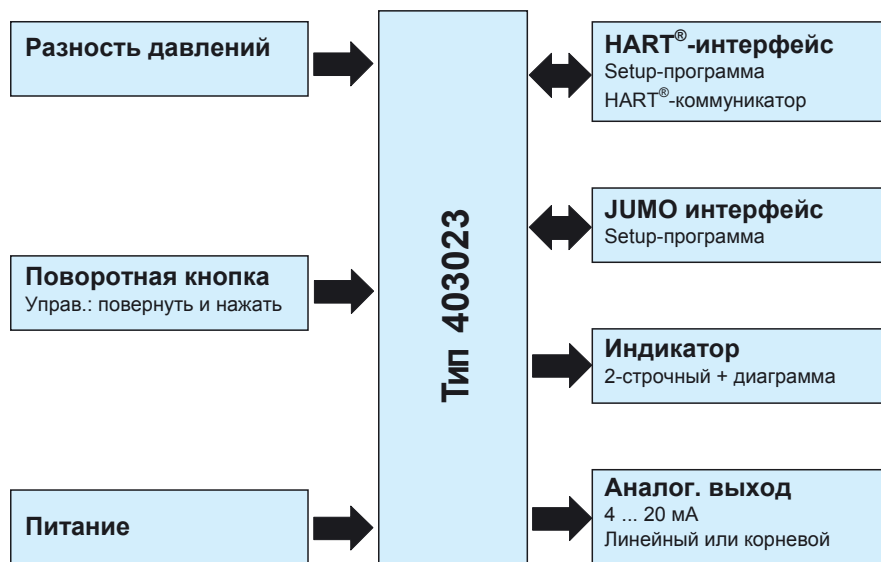 Разность давлений
Поворотная кнопка
Управ.: повернуть и нажать
Питание
Тип 403023
HART®-интерфейс
Setup-программа
HART®-коммуникатор
JUMO интерфейс
Setup-программа
Индикатор
2-строчный + диаграмма
Аналог. выход
4 ... 20 мА
Линейный или корневой